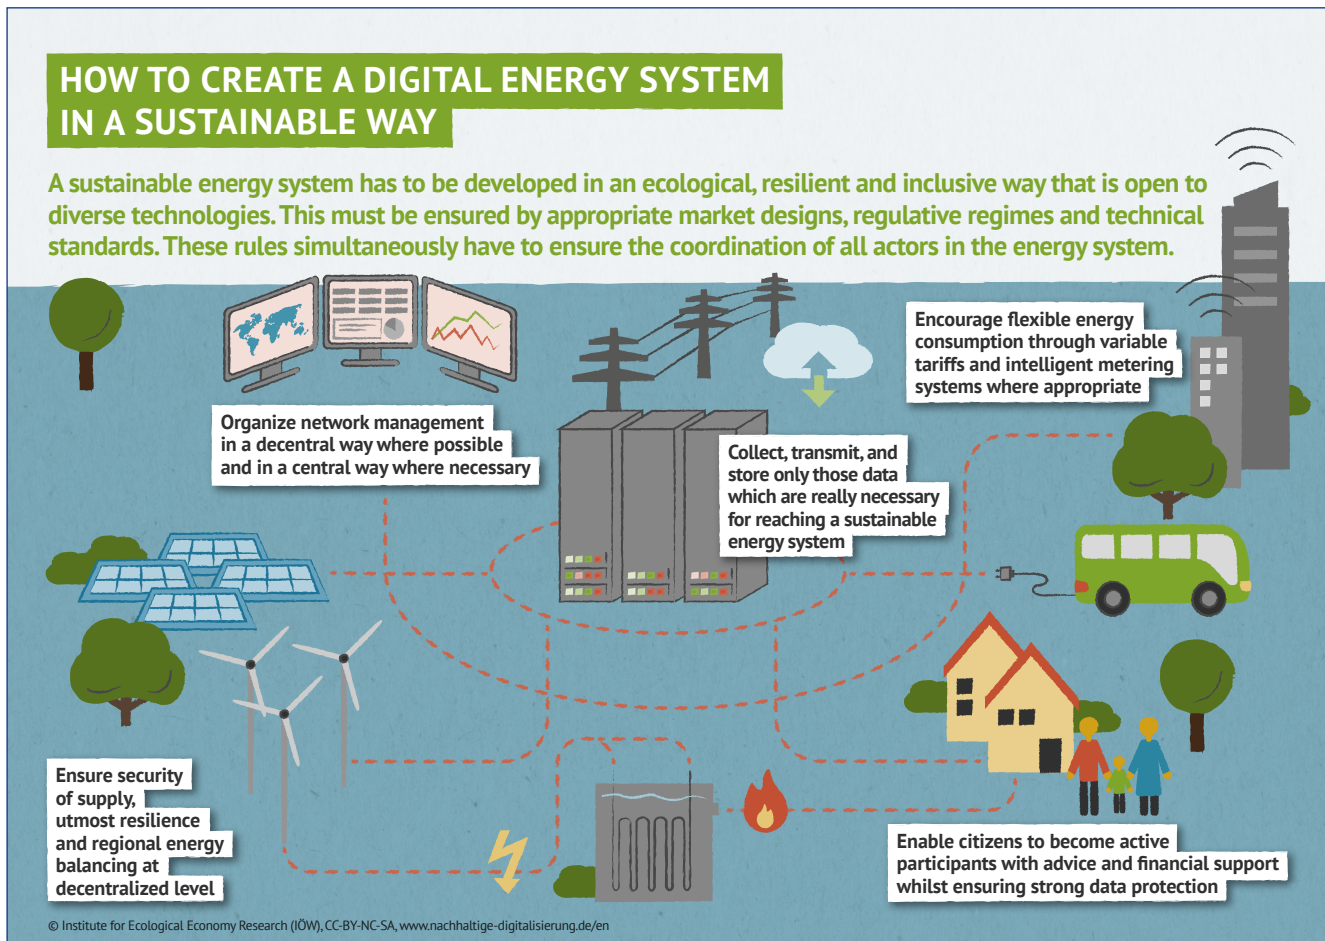 HOW TO CREATE A DIGITAL ENERGY SYSTEM
IN A SUSTAINABLE WAY
A sustainable energy system has to be developed in an ecological, resilient and inclusive way that is open to
diverse technologies. This must be ensured by appropriate market designs, regulative regimes and technical
standards. These rules simultaneously have to ensure the coordination of all actors in the energy system.
Encourage flexible energy
consumption through variable
tariffs and intelligent metering
systems where appropriate
Organize network management
in a decentral way where possible
and in a central way where necessary
Collect, transmit, and
store only those data
which are really necessary
for reaching a sustainable
energy system
Ensure security
of supply,
utmost resilience
and regional energy
balancing at
decentralized level
Enable citizens to become active
participants with advice and financial support
whilst ensuring strong data protection
© Institute for Ecological Economy Research (IÖW), CC-BY-NC-SA, www.nachhaltige-digitalisierung.de/en